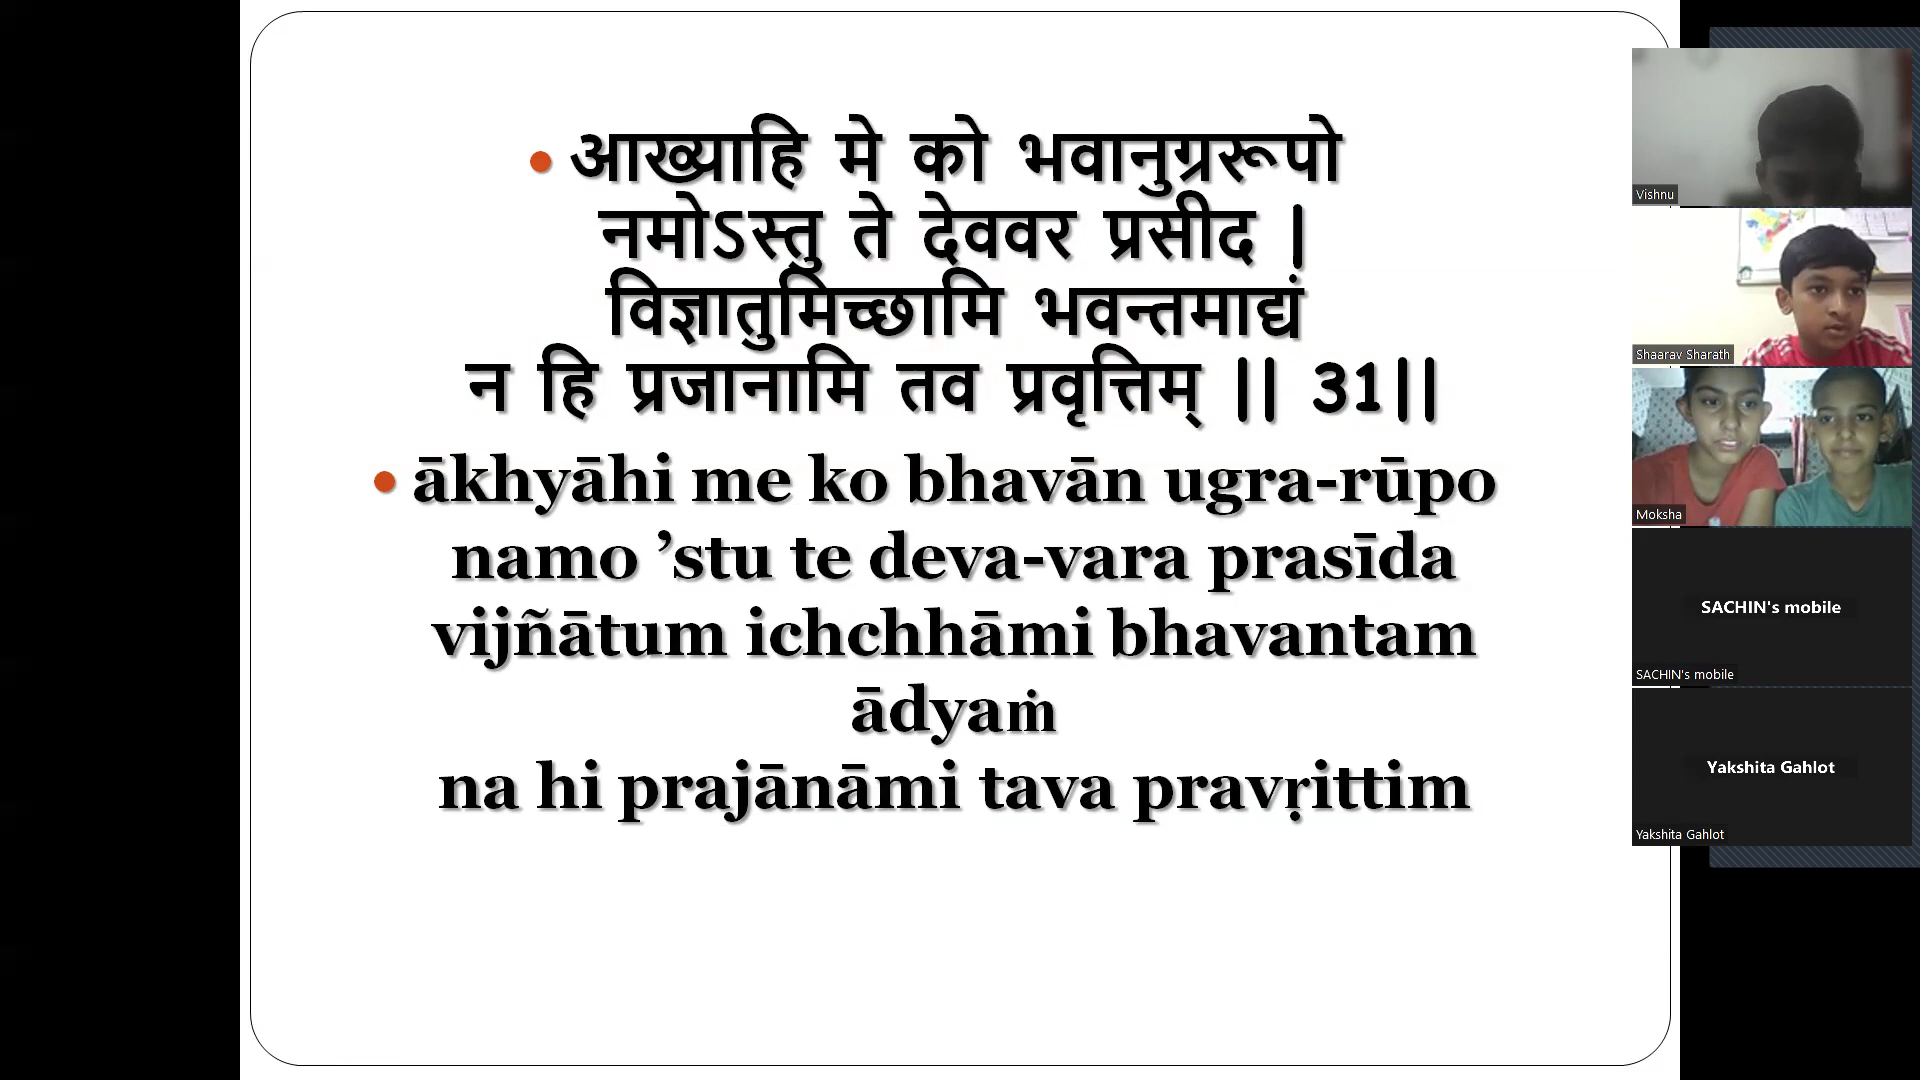 आख्याहि मे को भवानुग्ररूपो
नमोऽस्तु ते देववर प्रसीद |
विज्ञातुमिच्छामि भवन्तमाद्यं
न हि प्रजानामि तव प्रवृत्तिम् || 31||
ākhyāhi me ko bhavān ugra-rūpo
namo ’stu te deva-vara prasīda
vijñātum ichchhāmi bhavantam
ādyaṁ
na hi prajānāmi tava pravṛittim
Vishnu
Shaarav Sharath
Moksha
SACHIN's mobile
SACHIN's mobile
Yakshita Gahlot
Yakshita Gahlot